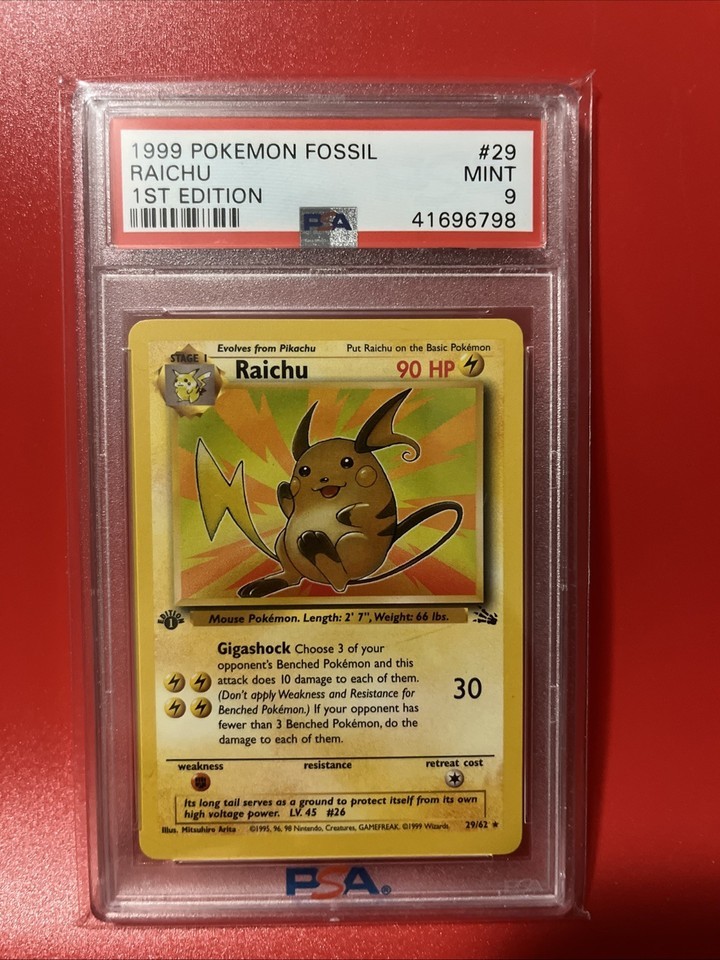 1999 POKEMON FOSSIL #29
RAICHU MINT
1ST EDITION 9
PSA 41696798
Evolves from Pikachu Put Raichu on the Basic Pokémon
STAGE 1
Raichu 90 HP
Mouse Pokémon. Length: 2' 7", Weight: 66 lbs.
EDITION
1
Gigashock Choose 3 of your
opponent's Benched Pokémon and this
attack does 10 damage to each of them.
(Don't apply Weakness and Resistance for
Benched Pokémon.) If your opponent has
fewer than 3 Benched Pokémon, do the
damage to each of them.
30
weakness resistance retreat cost
Its long tail serves as a ground to protect itself from its own
high voltage power. LV. 45 #26
Illus. Mitsuhiro Arita ©1995, 96, 98 Nintendo, Creatures, GAMEFREAK. ©1999 Wizards. 29/62 ★
PSA®
PSA